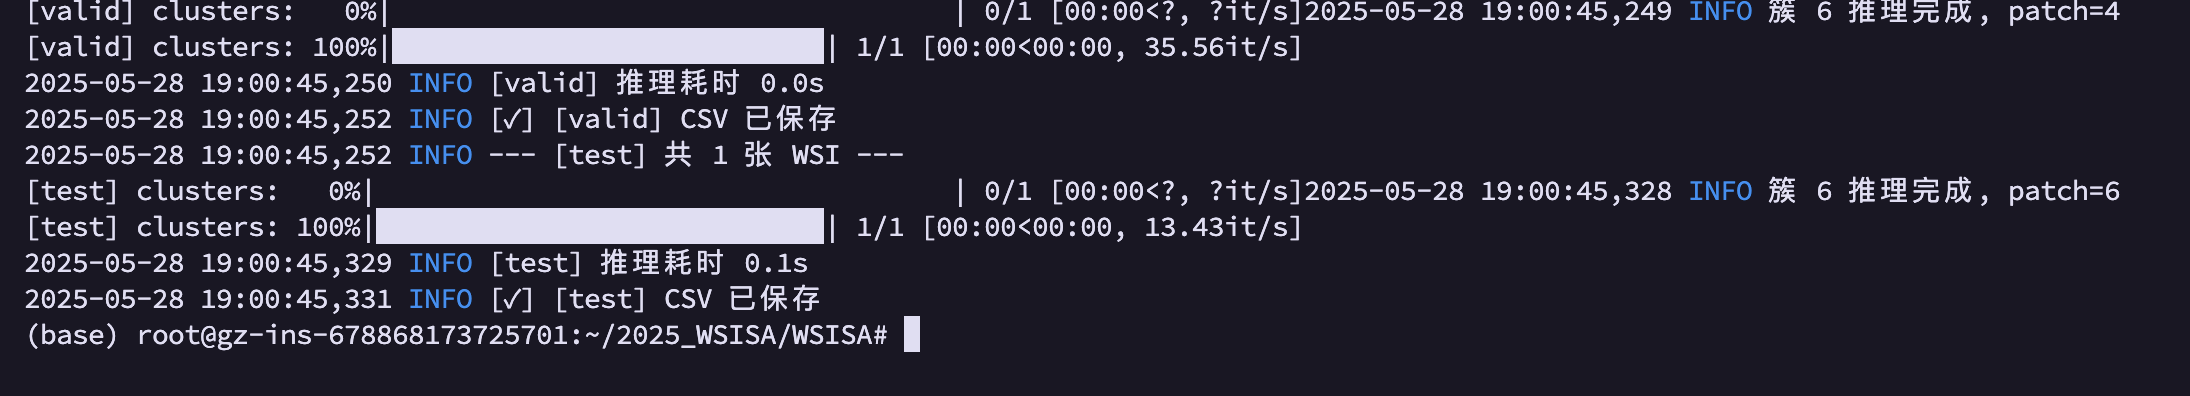 [valid] clusters:   0%|                                    | 0/1 [00:00<?, ?it/s]2025-05-28 19:00:45,249 INFO 簇 6 推理完成, patch=4
[valid] clusters: 100%|███████████████████████████| 1/1 [00:00<00:00, 35.56it/s]
2025-05-28 19:00:45,250 INFO [valid] 推理耗时 0.0s
2025-05-28 19:00:45,252 INFO [✓] [valid] CSV 已保存
2025-05-28 19:00:45,252 INFO --- [test] 共 1 张 WSI ---
[test] clusters:   0%|                                     | 0/1 [00:00<?, ?it/s]2025-05-28 19:00:45,328 INFO 簇 6 推理完成, patch=6
[test] clusters: 100%|████████████████████████████| 1/1 [00:00<00:00, 13.43it/s]
2025-05-28 19:00:45,329 INFO [test] 推理耗时 0.1s
2025-05-28 19:00:45,331 INFO [✓] [test] CSV 已保存
(base) root@gz-ins-678868173725701:~/2025_WSISA/WSISA#